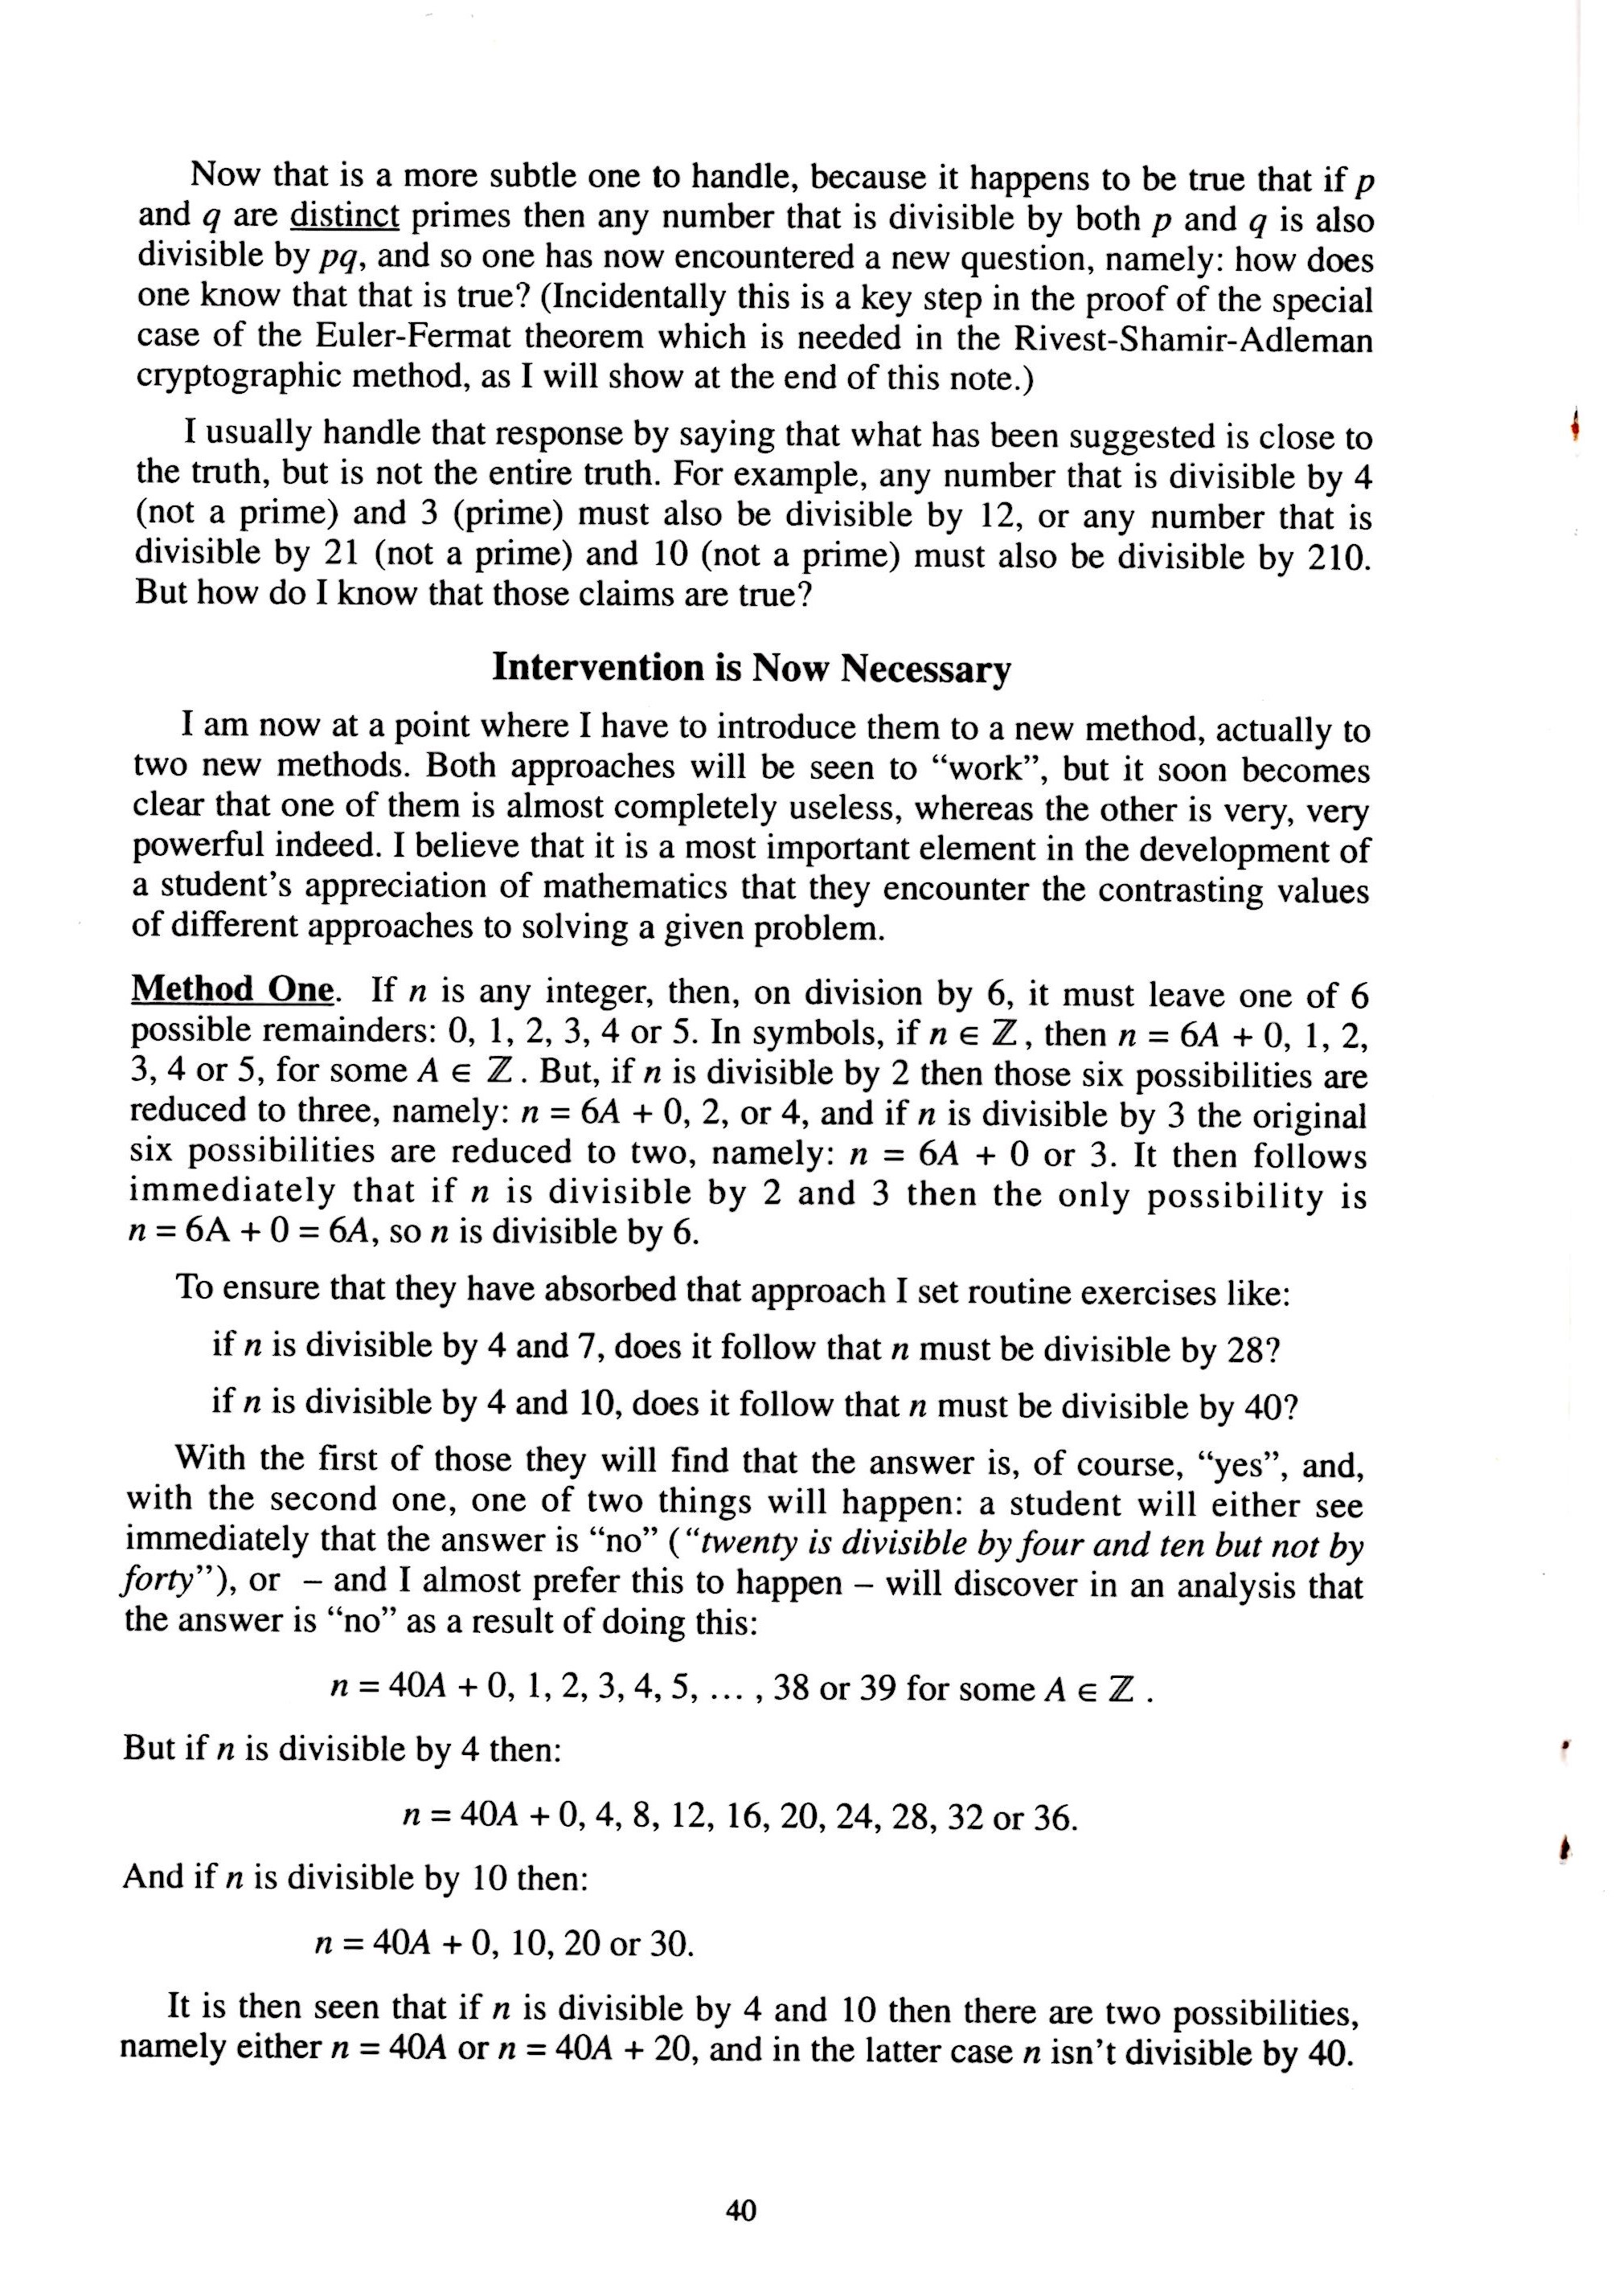 Now that is a more subtle one to handle, because it happens to be true that if p
and q are distinct primes then any number that is divisible by both p and q is also
divisible by pq, and so one has now encountered a new question, namely: how does
one know that that is true? (Incidentally this is a key step in the proof of the special
case of the Euler-Fermat theorem which is needed in the Rivest-Shamir-Adleman
cryptographic method, as I will show at the end of this note.)
I usually handle that response by saying that what has been suggested is close to
the truth, but is not the entire truth. For example, any number that is divisible by 4
(not a prime) and 3 (prime) must also be divisible by 12, or any number that is
divisible by 21 (not a prime) and 10 (not a prime) must also be divisible by 210.
But how do I know that those claims are true?
Intervention is Now Necessary
I am now at a point where I have to introduce them to a new method, actually to
two new methods. Both approaches will be seen to “work”, but it soon becomes
clear that one of them is almost completely useless, whereas the other is very, very
powerful indeed. I believe that it is a most important element in the development of
a student’s appreciation of mathematics that they encounter the contrasting values
of different approaches to solving a given problem.
Method One. If n is any integer, then, on division by 6, it must leave one of 6
possible remainders: 0, 1, 2, 3, 4 or 5. In symbols, if n ∈ ℤ, then n = 6A + 0, 1, 2,
3, 4 or 5, for some A ∈ ℤ. But, if n is divisible by 2 then those six possibilities are
reduced to three, namely: n = 6A + 0, 2, or 4, and if n is divisible by 3 the original
six possibilities are reduced to two, namely: n = 6A + 0 or 3. It then follows
immediately that if n is divisible by 2 and 3 then the only possibility is
n = 6A + 0 = 6A, so n is divisible by 6.
To ensure that they have absorbed that approach I set routine exercises like:
if n is divisible by 4 and 7, does it follow that n must be divisible by 28?
if n is divisible by 4 and 10, does it follow that n must be divisible by 40?
With the first of those they will find that the answer is, of course, “yes”, and,
with the second one, one of two things will happen: a student will either see
immediately that the answer is “no” (“twenty is divisible by four and ten but not by
forty”), or – and I almost prefer this to happen – will discover in an analysis that
the answer is “no” as a result of doing this:
n = 40A + 0, 1, 2, 3, 4, 5, … , 38 or 39 for some A ∈ ℤ .
But if n is divisible by 4 then:
n = 40A + 0, 4, 8, 12, 16, 20, 24, 28, 32 or 36.
And if n is divisible by 10 then:
n = 40A + 0, 10, 20 or 30.
It is then seen that if n is divisible by 4 and 10 then there are two possibilities,
namely either n = 40A or n = 40A + 20, and in the latter case n isn’t divisible by 40.
40